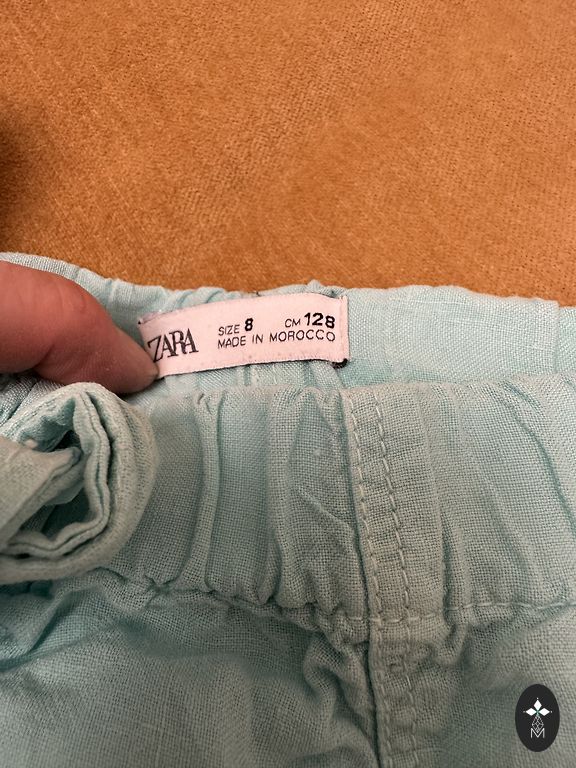 ZARA
SIZE 8 CM 128
MADE IN MOROCCO
M